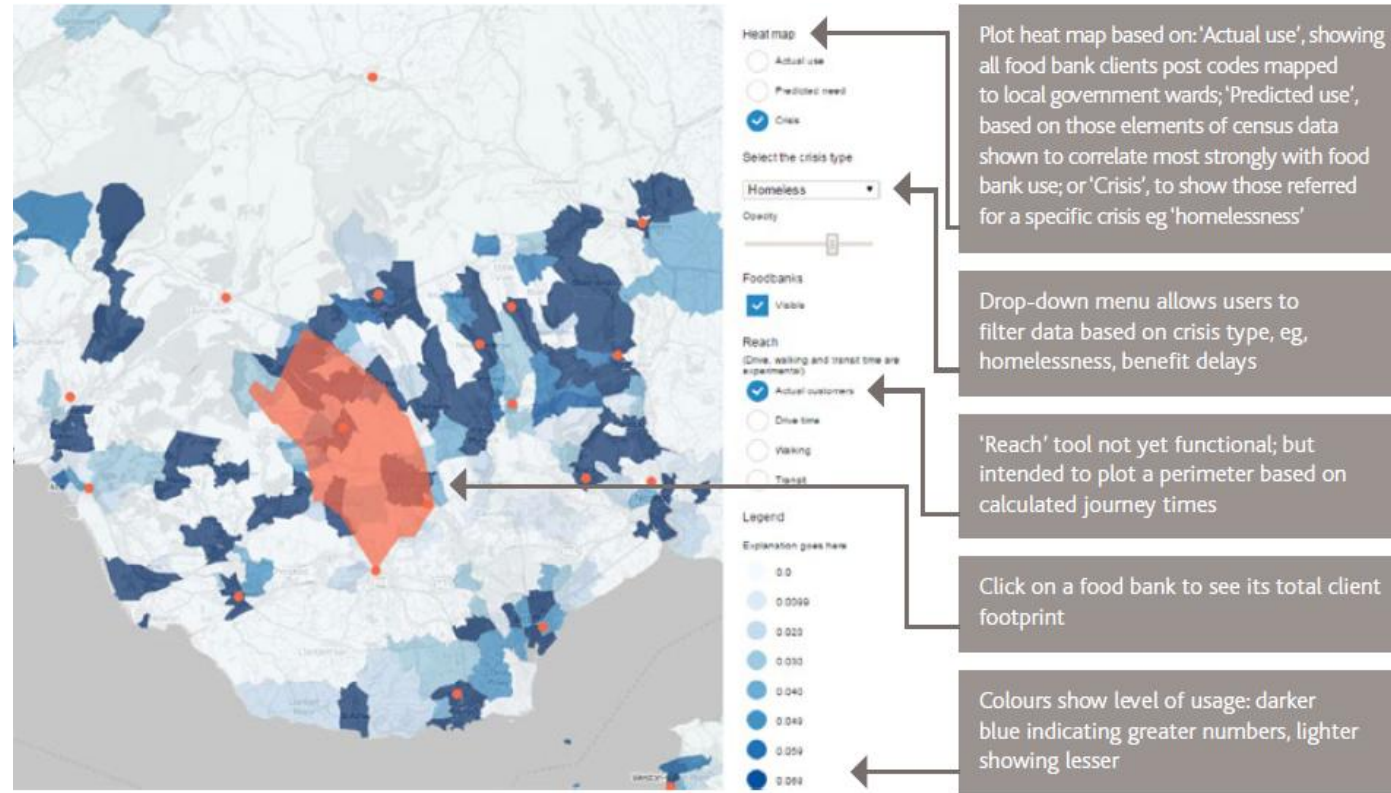 Heat map
Actual use
Predicted need
Crisis
Select the crisis type
Homeless
Opacity
Foodbanks
Visible
Reach
(Drive, walking and transit time are
experimental)
Actual customers
Drive time
Walking
Transit
Legend
Explanation goes here
0.0
0.0099
0.020
0.030
0.040
0.049
0.059
0.069
Plot heat map based on: ‘Actual use’, showing
all food bank clients post codes mapped
to local government wards; ‘Predicted use’,
based on those elements of census data
shown to correlate most strongly with food
bank use; or ‘Crisis’, to show those referred
for a specific crisis eg ‘homelessness’
Drop-down menu allows users to
filter data based on crisis type, eg,
homelessness, benefit delays
‘Reach’ tool not yet functional; but
intended to plot a perimeter based on
calculated journey times
Click on a food bank to see its total client
footprint
Colours show level of usage: darker
blue indicating greater numbers, lighter
showing lesser